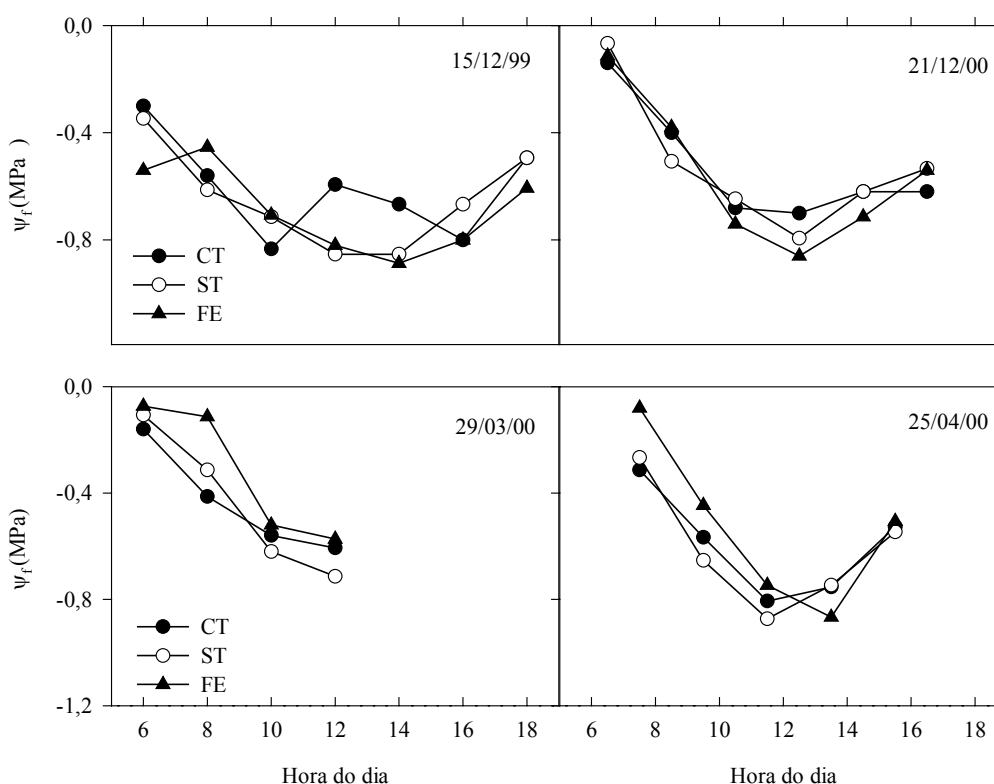 0,0
-0,4
-0,8
ψf (MPa )
15/12/99
CT
ST
FE
21/12/00
0,0
-0,4
-0,8
-1,2
ψf (MPa)
29/03/00
CT
ST
FE
25/04/00
6 8 10 12 14 16 18
6 8 10 12 14 16 18
Hora do dia
Hora do dia